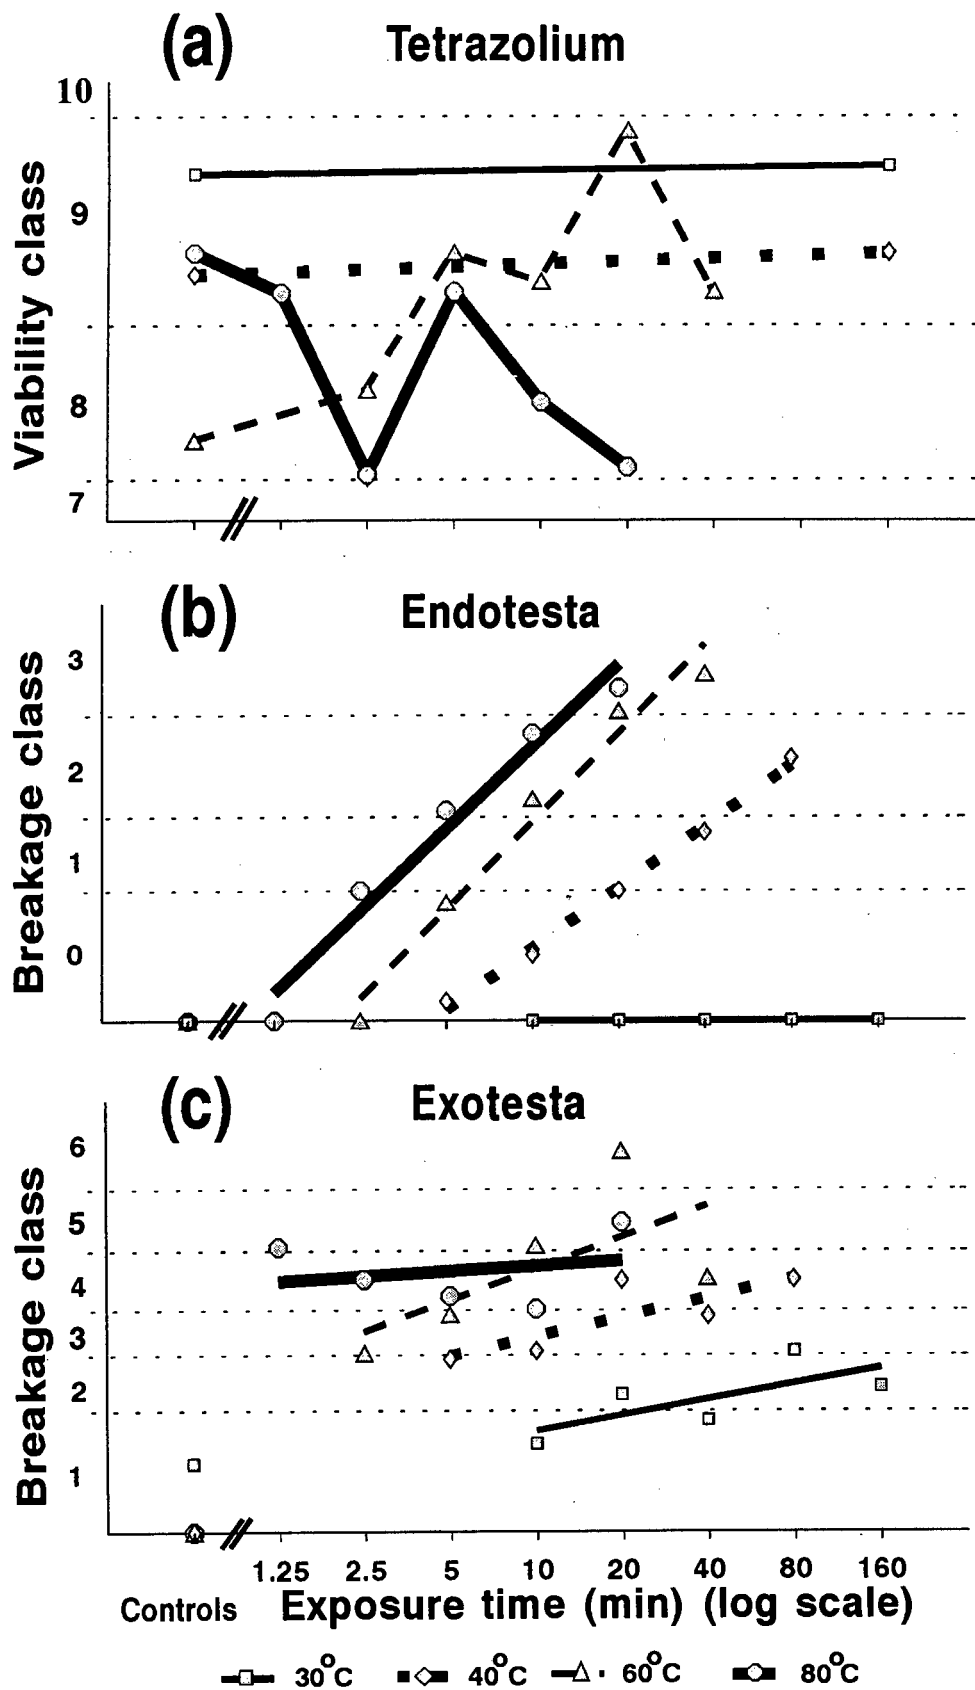 (a) Tetrazolium
Viability class
10
9
8
7
(b) Endotesta
Breakage class
3
2
1
0
(c) Exotesta
Breakage class
6
5
4
3
2
1
1.25 2.5 5 10 20 40 80 160
Controls Exposure time (min) (log scale)
30°C 40°C 60°C 80°C